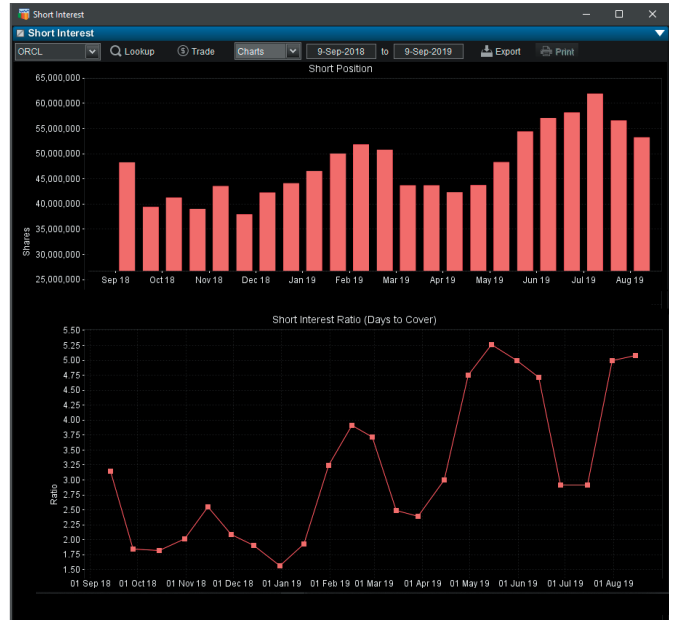 Short Interest
Short Interest
ORCL Lookup Trade Charts 9-Sep-2018 to 9-Sep-2019 Export Print
Short Position
65,000,000
60,000,000
55,000,000
50,000,000
45,000,000
40,000,000
35,000,000
30,000,000
25,000,000
Shares
Sep 18 Oct 18 Nov 18 Dec 18 Jan 19 Feb 19 Mar 19 Apr 19 May 19 Jun 19 Jul 19 Aug 19
Short Interest Ratio (Days to Cover)
5.50
5.25
5.00
4.75
4.50
4.25
4.00
3.75
3.50
3.25
3.00
2.75
2.50
2.25
2.00
1.75
1.50
Ratio
01 Sep 18 01 Oct 18 01 Nov 18 01 Dec 18 01 Jan 19 01 Feb 19 01 Mar 19 01 Apr 19 01 May 19 01 Jun 19 01 Jul 19 01 Aug 19